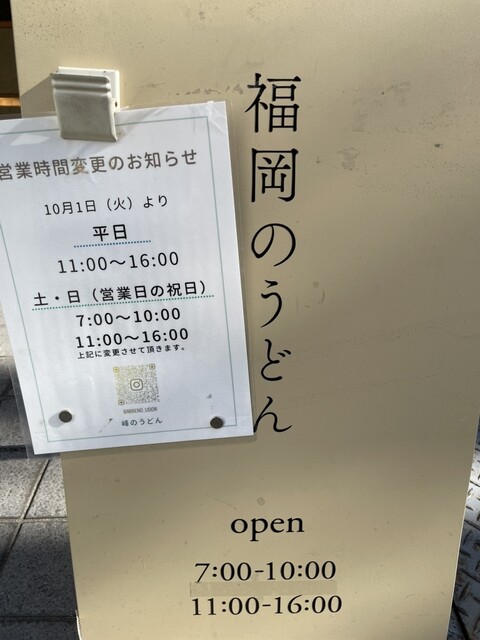 営業時間変更のお知らせ
10月1日（火）より
平日
11:00〜16:00
土・日（営業日の祝日）
7:00〜10:00
11:00〜16:00
上記に変更させて頂きます。
峰のうどん
福岡のうどん
open
7:00-10:00
11:00-16:00